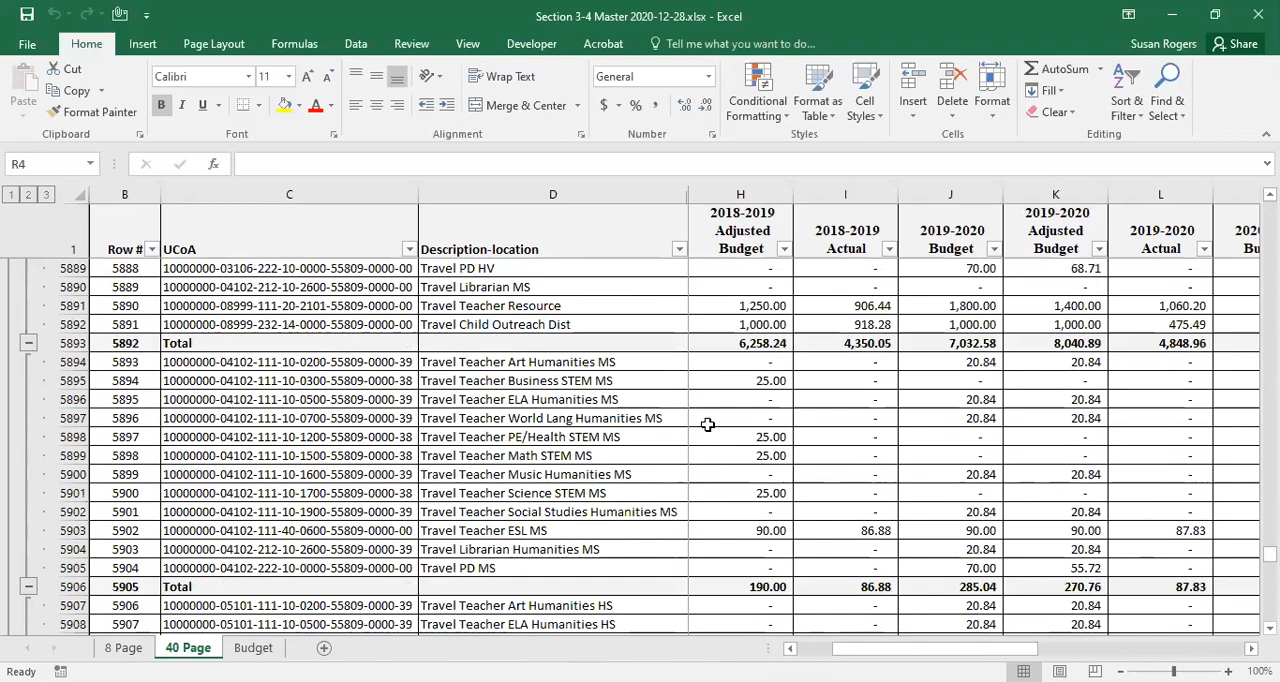 Section 3-4 Master 2020-12-28.xlsx - Excel
File Home Insert Page Layout Formulas Data Review View Developer Acrobat Tell me what you want to do... Susan Rogers Share
Cut
Copy
Format Painter
Paste
Calibri 11
B I U
Wrap Text
Merge & Center
General
$ % ,
Conditional Formatting
Format as Table
Cell Styles
Insert Delete Format
AutoSum
Fill
Clear
Sort & Filter
Find & Select
Clipboard Font Alignment Number Styles Cells Editing
R4 fx
1 2 3 B C D H I J K L
1 Row # UCoA Description-location 2018-2019 Adjusted Budget 2018-2019 Actual 2019-2020 Budget 2019-2020 Adjusted Budget 2019-2020 Actual
5889 5888 10000000-03106-222-10-0000-55809-0000-00 Travel PD HV - - 70.00 68.71 -
5890 5889 10000000-04102-212-10-2600-55809-0000-00 Travel Librarian MS - - - - -
5891 5890 10000000-08999-111-20-2101-55809-0000-00 Travel Teacher Resource 1,250.00 906.44 1,800.00 1,400.00 1,060.20
5892 5891 10000000-08999-232-14-0000-55809-0000-00 Travel Child Outreach Dist 1,000.00 918.28 1,000.00 1,000.00 475.49
5893 5892 Total 6,258.24 4,350.05 7,032.58 8,040.89 4,848.96
5894 5893 10000000-04102-111-10-0200-55809-0000-39 Travel Teacher Art Humanities MS - - 20.84 20.84 -
5895 5894 10000000-04102-111-10-0300-55809-0000-38 Travel Teacher Business STEM MS 25.00 - - - -
5896 5895 10000000-04102-111-10-0500-55809-0000-39 Travel Teacher ELA Humanities MS - - 20.84 20.84 -
5897 5896 10000000-04102-111-10-0700-55809-0000-39 Travel Teacher World Lang Humanities MS - - 20.84 20.84 -
5898 5897 10000000-04102-111-10-1200-55809-0000-38 Travel Teacher PE/Health STEM MS 25.00 - - - -
5899 5898 10000000-04102-111-10-1500-55809-0000-38 Travel Teacher Math STEM MS 25.00 - - - -
5900 5899 10000000-04102-111-10-1600-55809-0000-39 Travel Teacher Music Humanities MS - - 20.84 20.84 -
5901 5900 10000000-04102-111-10-1700-55809-0000-38 Travel Teacher Science STEM MS 25.00 - - - -
5902 5901 10000000-04102-111-10-1900-55809-0000-39 Travel Teacher Social Studies Humanities MS - - 20.84 20.84 -
5903 5902 10000000-04102-111-40-0600-55809-0000-00 Travel Teacher ESL MS 90.00 86.88 90.00 90.00 87.83
5904 5903 10000000-04102-212-10-2600-55809-0000-39 Travel Librarian Humanities MS - - 20.84 20.84 -
5905 5904 10000000-04102-222-10-0000-55809-0000-00 Travel PD MS - - 70.00 55.72 -
5906 5905 Total 190.00 86.88 285.04 270.76 87.83
5907 5906 10000000-05101-111-10-0200-55809-0000-39 Travel Teacher Art Humanities HS - - 20.84 20.84 -
5908 5907 10000000-05101-111-10-0500-55809-0000-39 Travel Teacher ELA Humanities HS - - 20.84 20.84 -
8 Page 40 Page Budget
Ready 100%